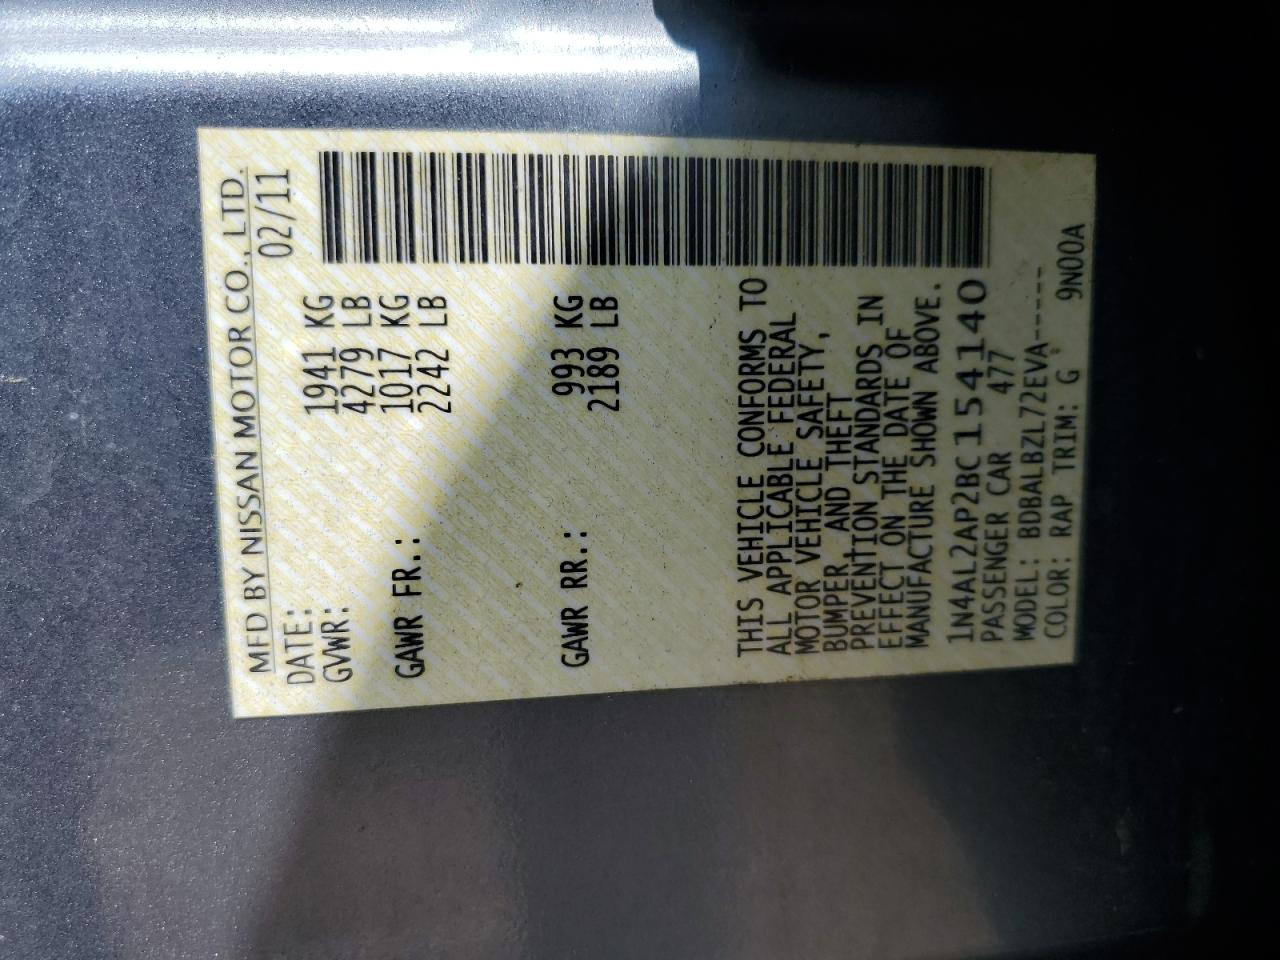 MFD BY NISSAN MOTOR CO., LTD.
DATE: 02/11
GVWR: 1941 KG
4279 LB
GAWR FR.: 1017 KG
2242 LB
GAWR RR.: 993 KG
2189 LB
THIS VEHICLE CONFORMS TO
ALL APPLICABLE FEDERAL
MOTOR VEHICLE SAFETY,
BUMPER, AND THEFT
PREVENTION STANDARDS IN
EFFECT ON THE DATE OF
MANUFACTURE SHOWN ABOVE.
1N4AL2AP2BC154140
PASSENGER CAR 477
MODEL: BDBALBZL72EVA-----
COLOR: RAP TRIM: G 9N00A